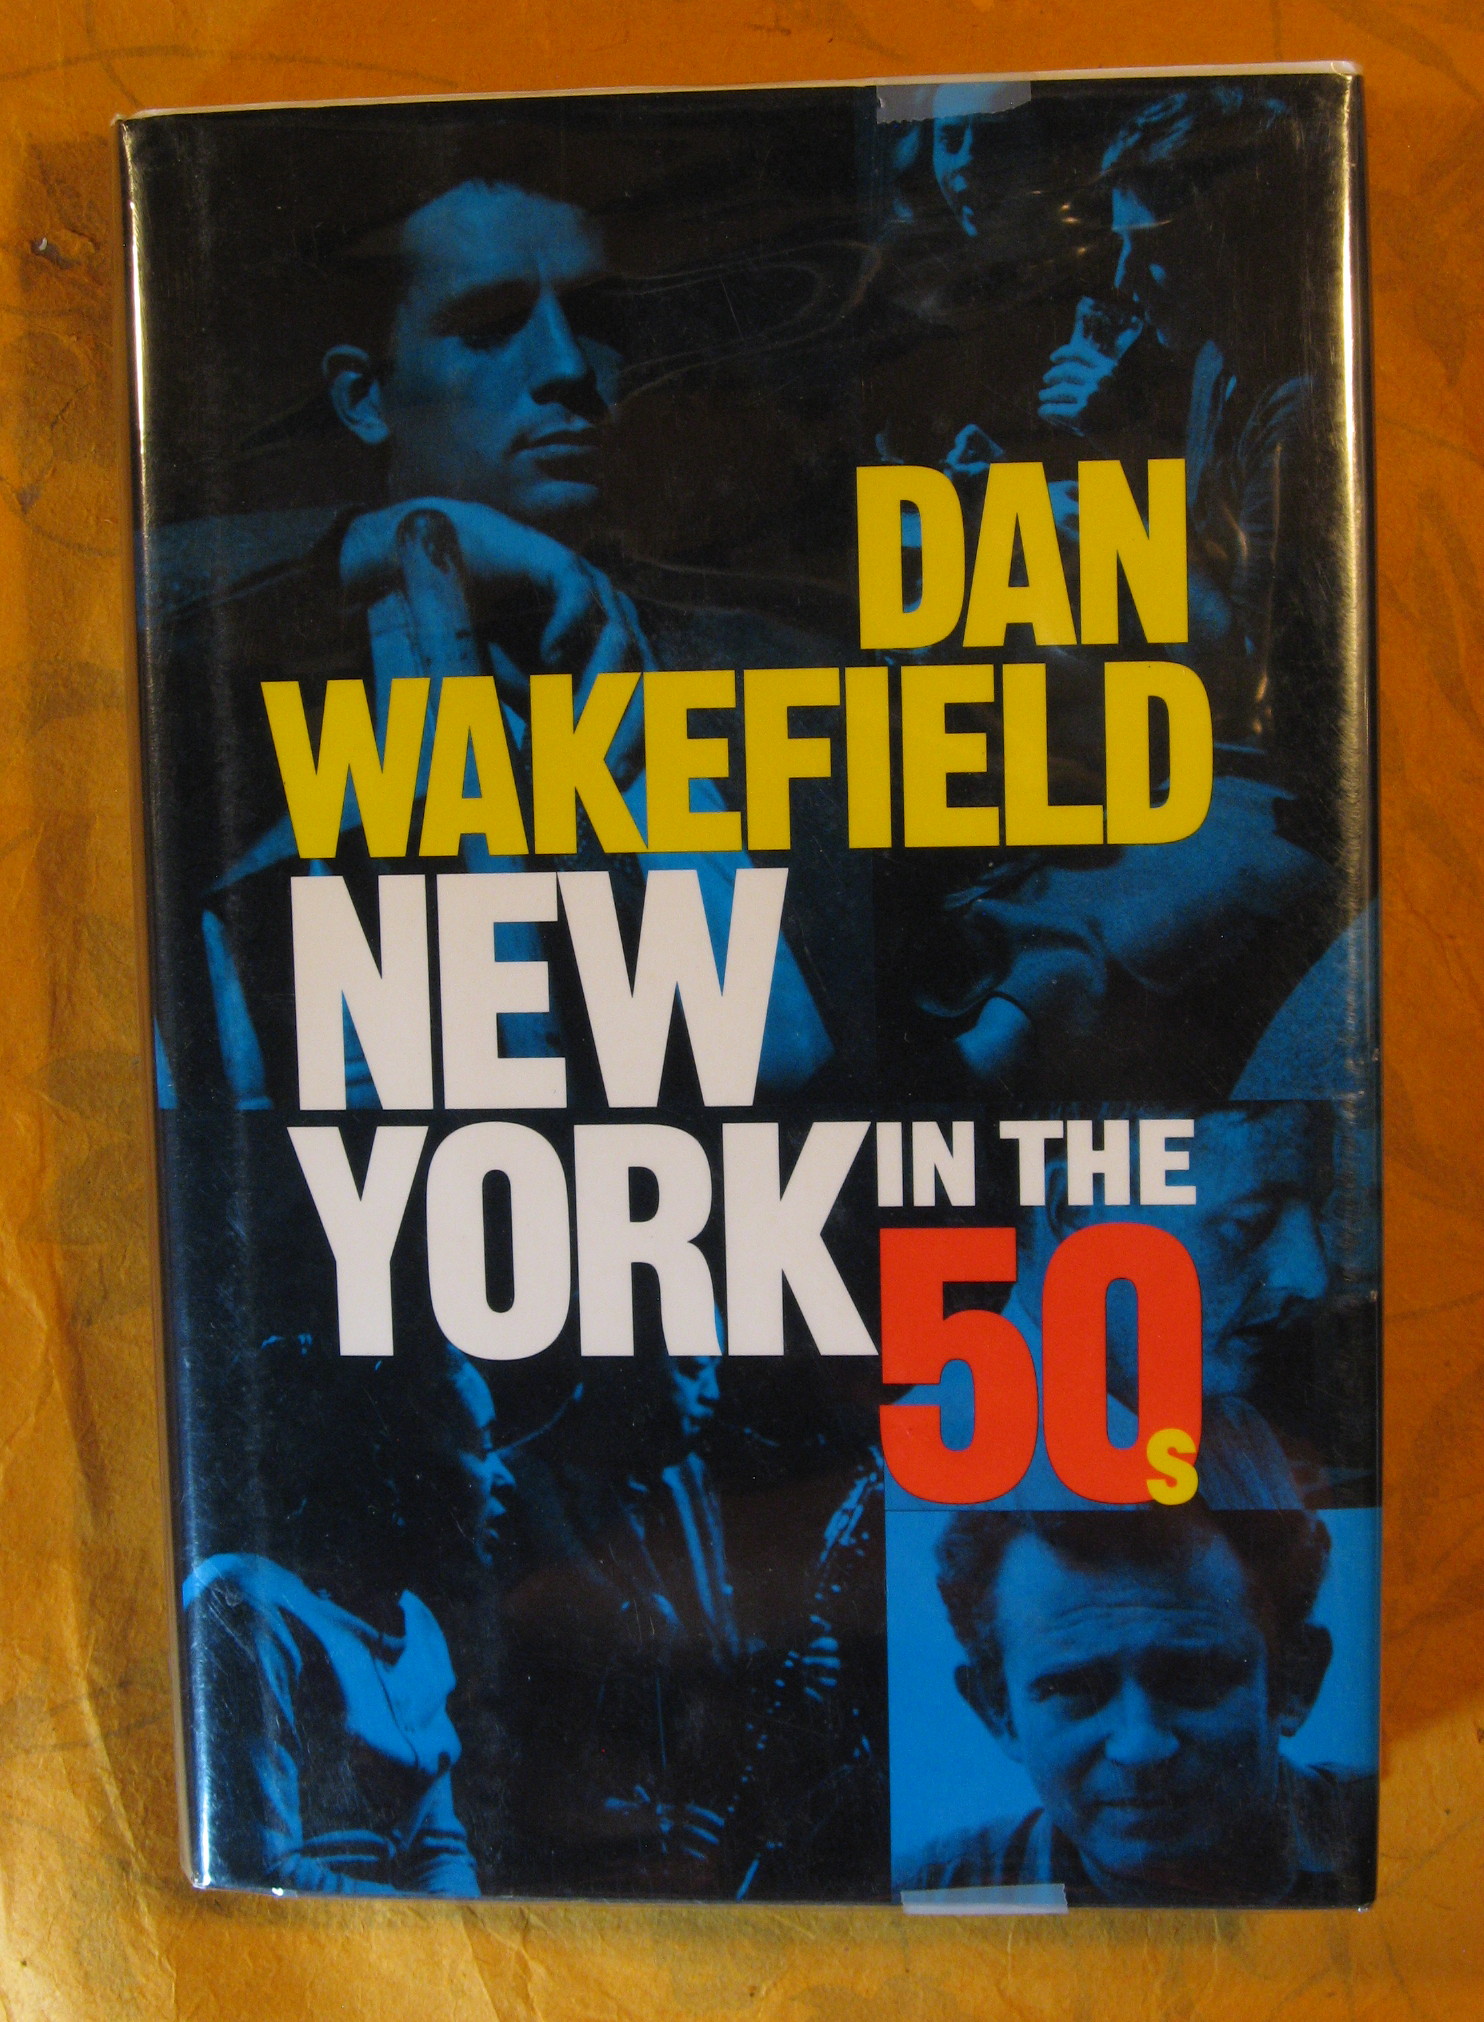 DAN
WAKEFIELD
NEW
YORK IN THE
50s